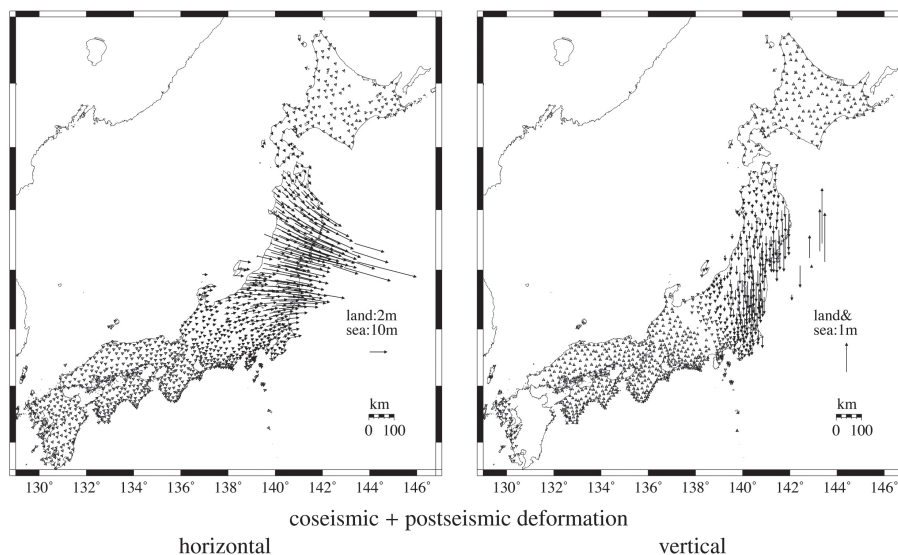 land:2m
sea:10m
km
0 100
130° 132° 134° 136° 138° 140° 142° 144° 146°
land&
sea:1m
km
0 100
130° 132° 134° 136° 138° 140° 142° 144° 146°
coseismic + postseismic deformation
horizontal
vertical